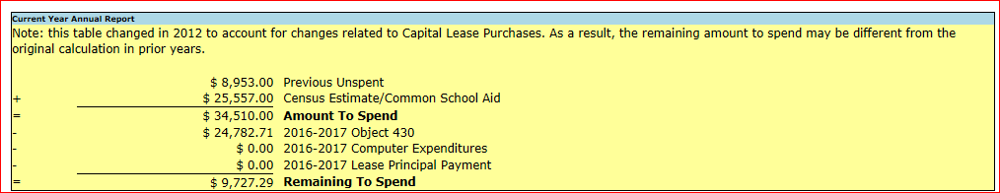 Current Year Annual Report
Note: this table changed in 2012 to account for changes related to Capital Lease Purchases. As a result, the remaining amount to spend may be different from the
original calculation in prior years.
$ 8,953.00 Previous Unspent
+ $ 25,557.00 Census Estimate/Common School Aid
= $ 34,510.00 Amount To Spend
- $ 24,782.71 2016-2017 Object 430
- $ 0.00 2016-2017 Computer Expenditures
- $ 0.00 2016-2017 Lease Principal Payment
= $ 9,727.29 Remaining To Spend